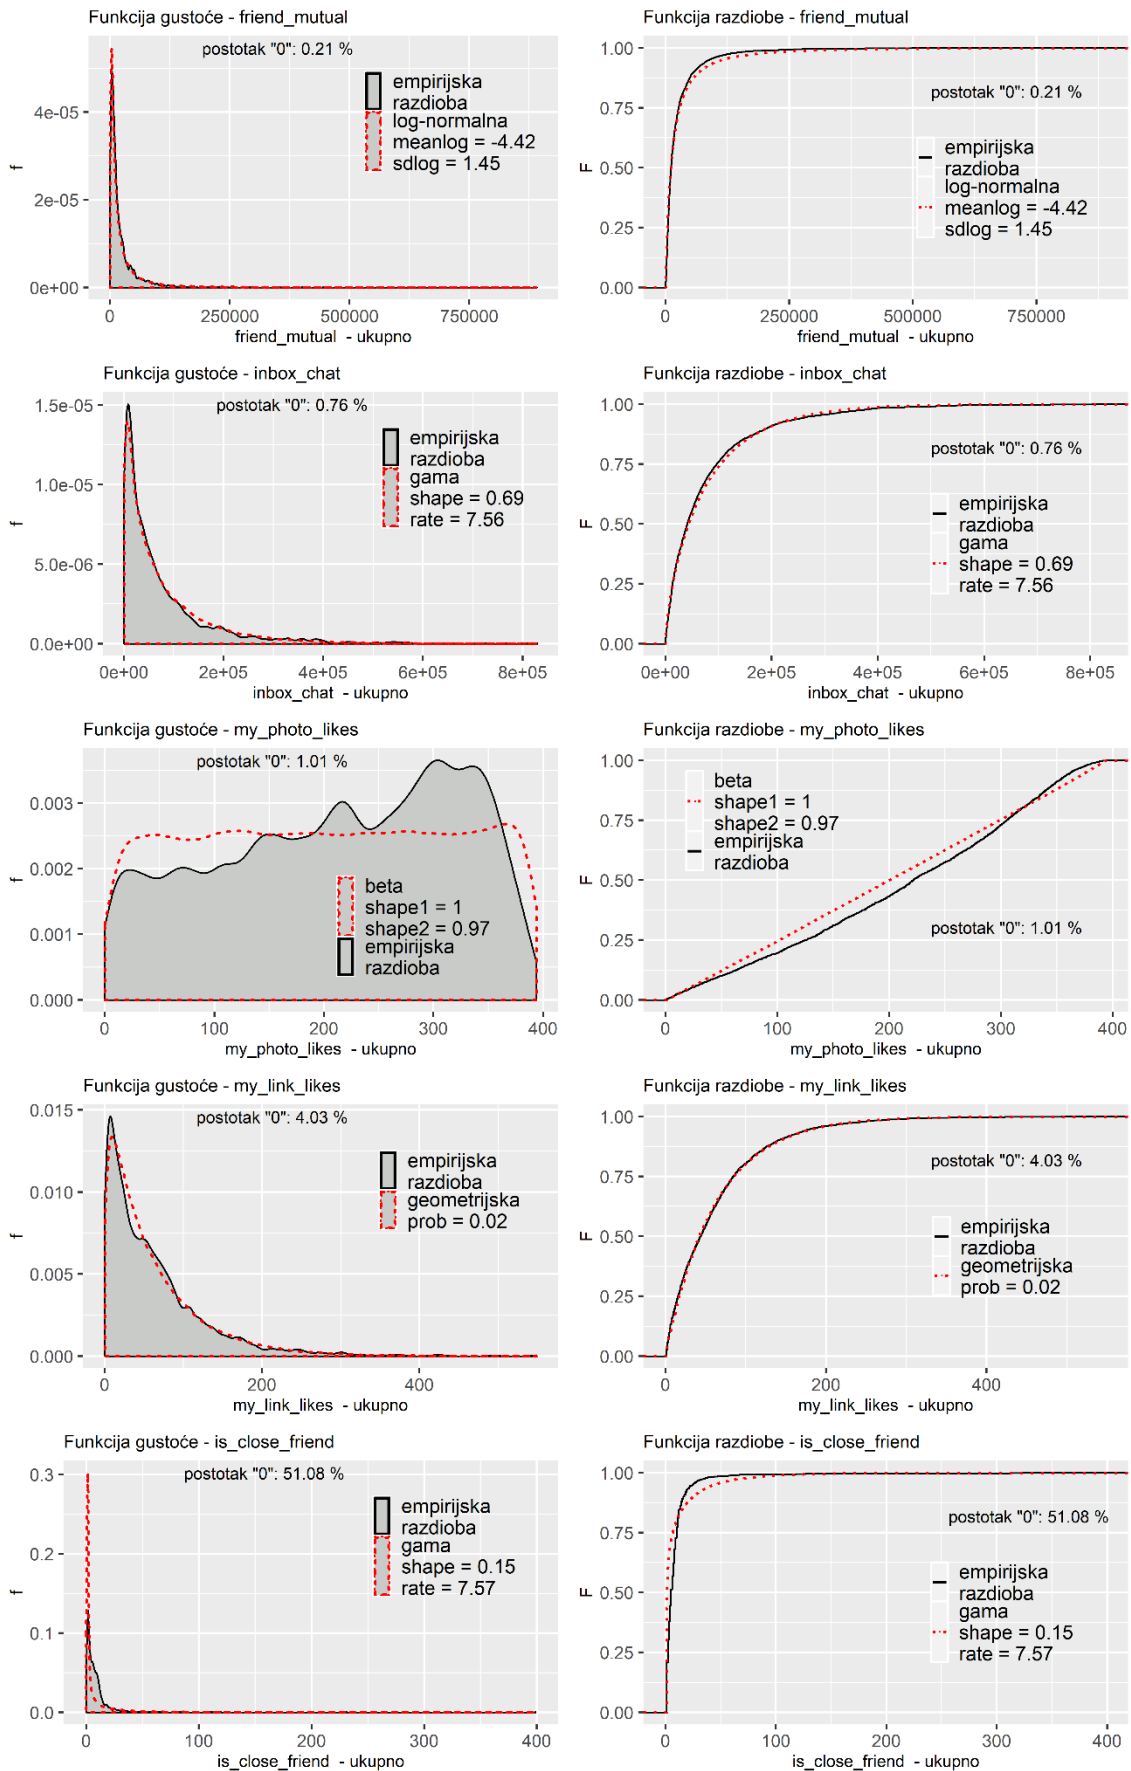 Funkcija gustoće - friend_mutual
postotak "0": 0.21 %
empirijska
razdioba
log-normalna
meanlog = -4.42
sdlog = 1.45
4e-05
2e-05
0e+00
f
0
250000
500000
750000
friend_mutual - ukupno
Funkcija razdiobe - friend_mutual
1.00
0.75
0.50
0.25
0.00
F
postotak "0": 0.21 %
empirijska
razdioba
log-normalna
meanlog = -4.42
sdlog = 1.45
0
250000
500000
750000
friend_mutual - ukupno
Funkcija gustoće - inbox_chat
postotak "0": 0.76 %
empirijska
razdioba
gama
shape = 0.69
rate = 7.56
1.5e-05
1.0e-05
5.0e-06
0.0e+00
f
0e+00
2e+05
4e+05
6e+05
8e+05
inbox_chat - ukupno
Funkcija razdiobe - inbox_chat
1.00
0.75
0.50
0.25
0.00
F
postotak "0": 0.76 %
empirijska
razdioba
gama
shape = 0.69
rate = 7.56
0e+00
2e+05
4e+05
6e+05
8e+05
inbox_chat - ukupno
Funkcija gustoće - my_photo_likes
postotak "0": 1.01 %
0.003
0.002
0.001
0.000
f
beta
shape1 = 1
shape2 = 0.97
empirijska
razdioba
0
100
200
300
400
my_photo_likes - ukupno
Funkcija razdiobe - my_photo_likes
1.00
0.75
0.50
0.25
0.00
F
beta
shape1 = 1
shape2 = 0.97
empirijska
razdioba
postotak "0": 1.01 %
0
100
200
300
400
my_photo_likes - ukupno
Funkcija gustoće - my_link_likes
postotak "0": 4.03 %
empirijska
razdioba
geometrijska
prob = 0.02
0.015
0.010
0.005
0.000
f
0
200
400
my_link_likes - ukupno
Funkcija razdiobe - my_link_likes
1.00
0.75
0.50
0.25
0.00
F
postotak "0": 4.03 %
empirijska
razdioba
geometrijska
prob = 0.02
0
200
400
my_link_likes - ukupno
Funkcija gustoće - is_close_friend
postotak "0": 51.08 %
empirijska
razdioba
gama
shape = 0.15
rate = 7.57
0.3
0.2
0.1
0.0
f
0
100
200
300
400
is_close_friend - ukupno
Funkcija razdiobe - is_close_friend
1.00
0.75
0.50
0.25
0.00
F
postotak "0": 51.08 %
empirijska
razdioba
gama
shape = 0.15
rate = 7.57
0
100
200
300
400
is_close_friend - ukupno